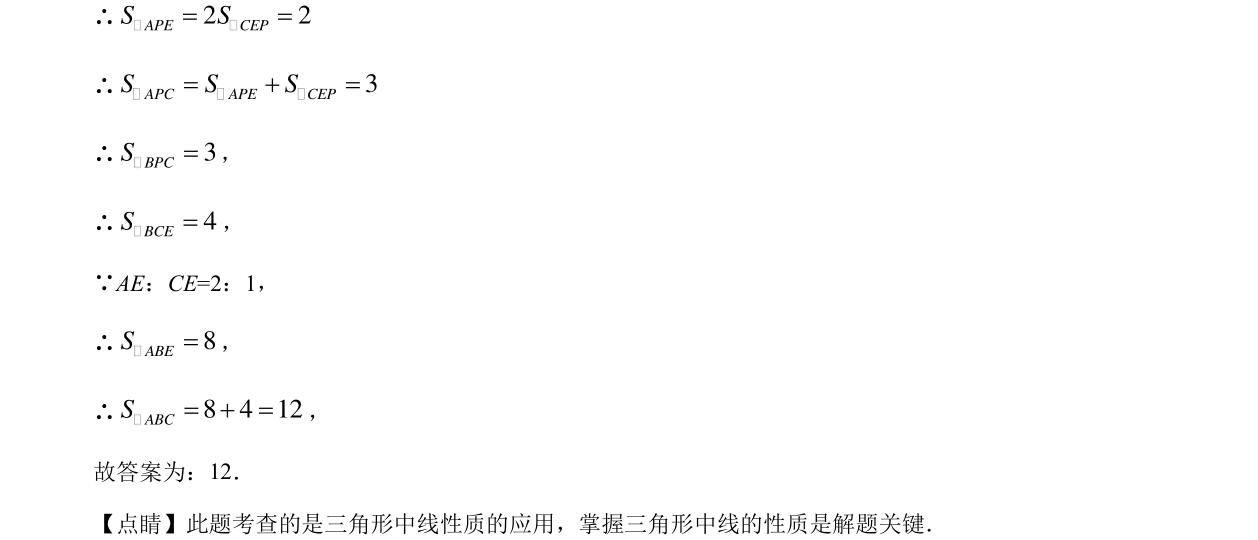 ∴ S□APE = 2S□CEP = 2
∴ S□APC = S□APE + S□CEP = 3
∴ S□BPC = 3，
∴ S□BCE = 4，
∵AE：CE=2：1，
∴ S□ABE = 8，
∴ S□ABC = 8+4=12，
故答案为：12．
【点睛】此题考查的是三角形中线性质的应用，掌握三角形中线的性质是解题关键．